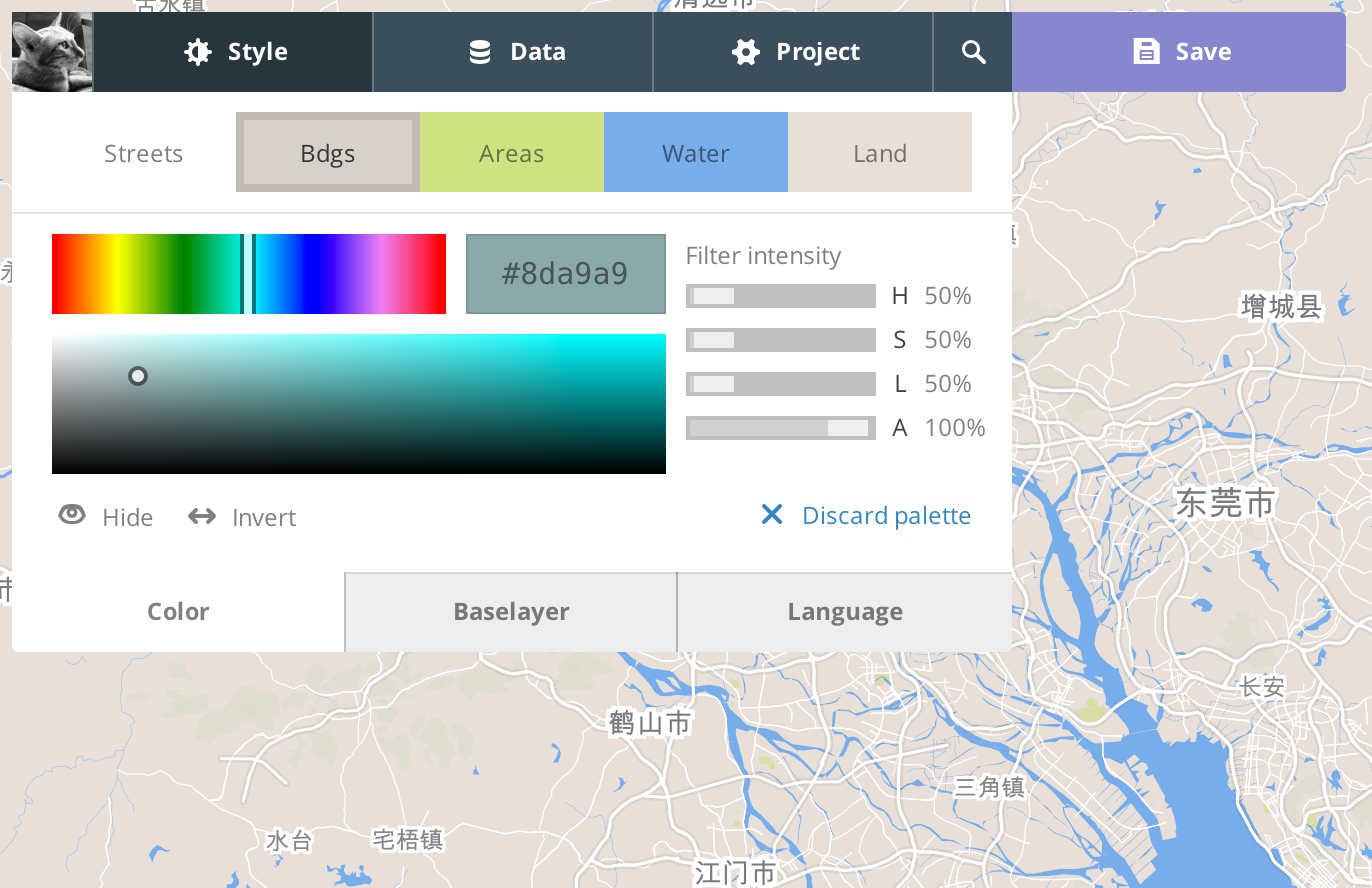 Style
Data
Project
Save
Streets
Bdgs
Areas
Water
Land
#8da9a9
Filter intensity
H 50%
S 50%
L 50%
A 100%
Hide
Invert
Discard palette
Color
Baselayer
Language
增城县
东莞市
长安
鹤山市
三角镇
水台
宅梧镇
江门市